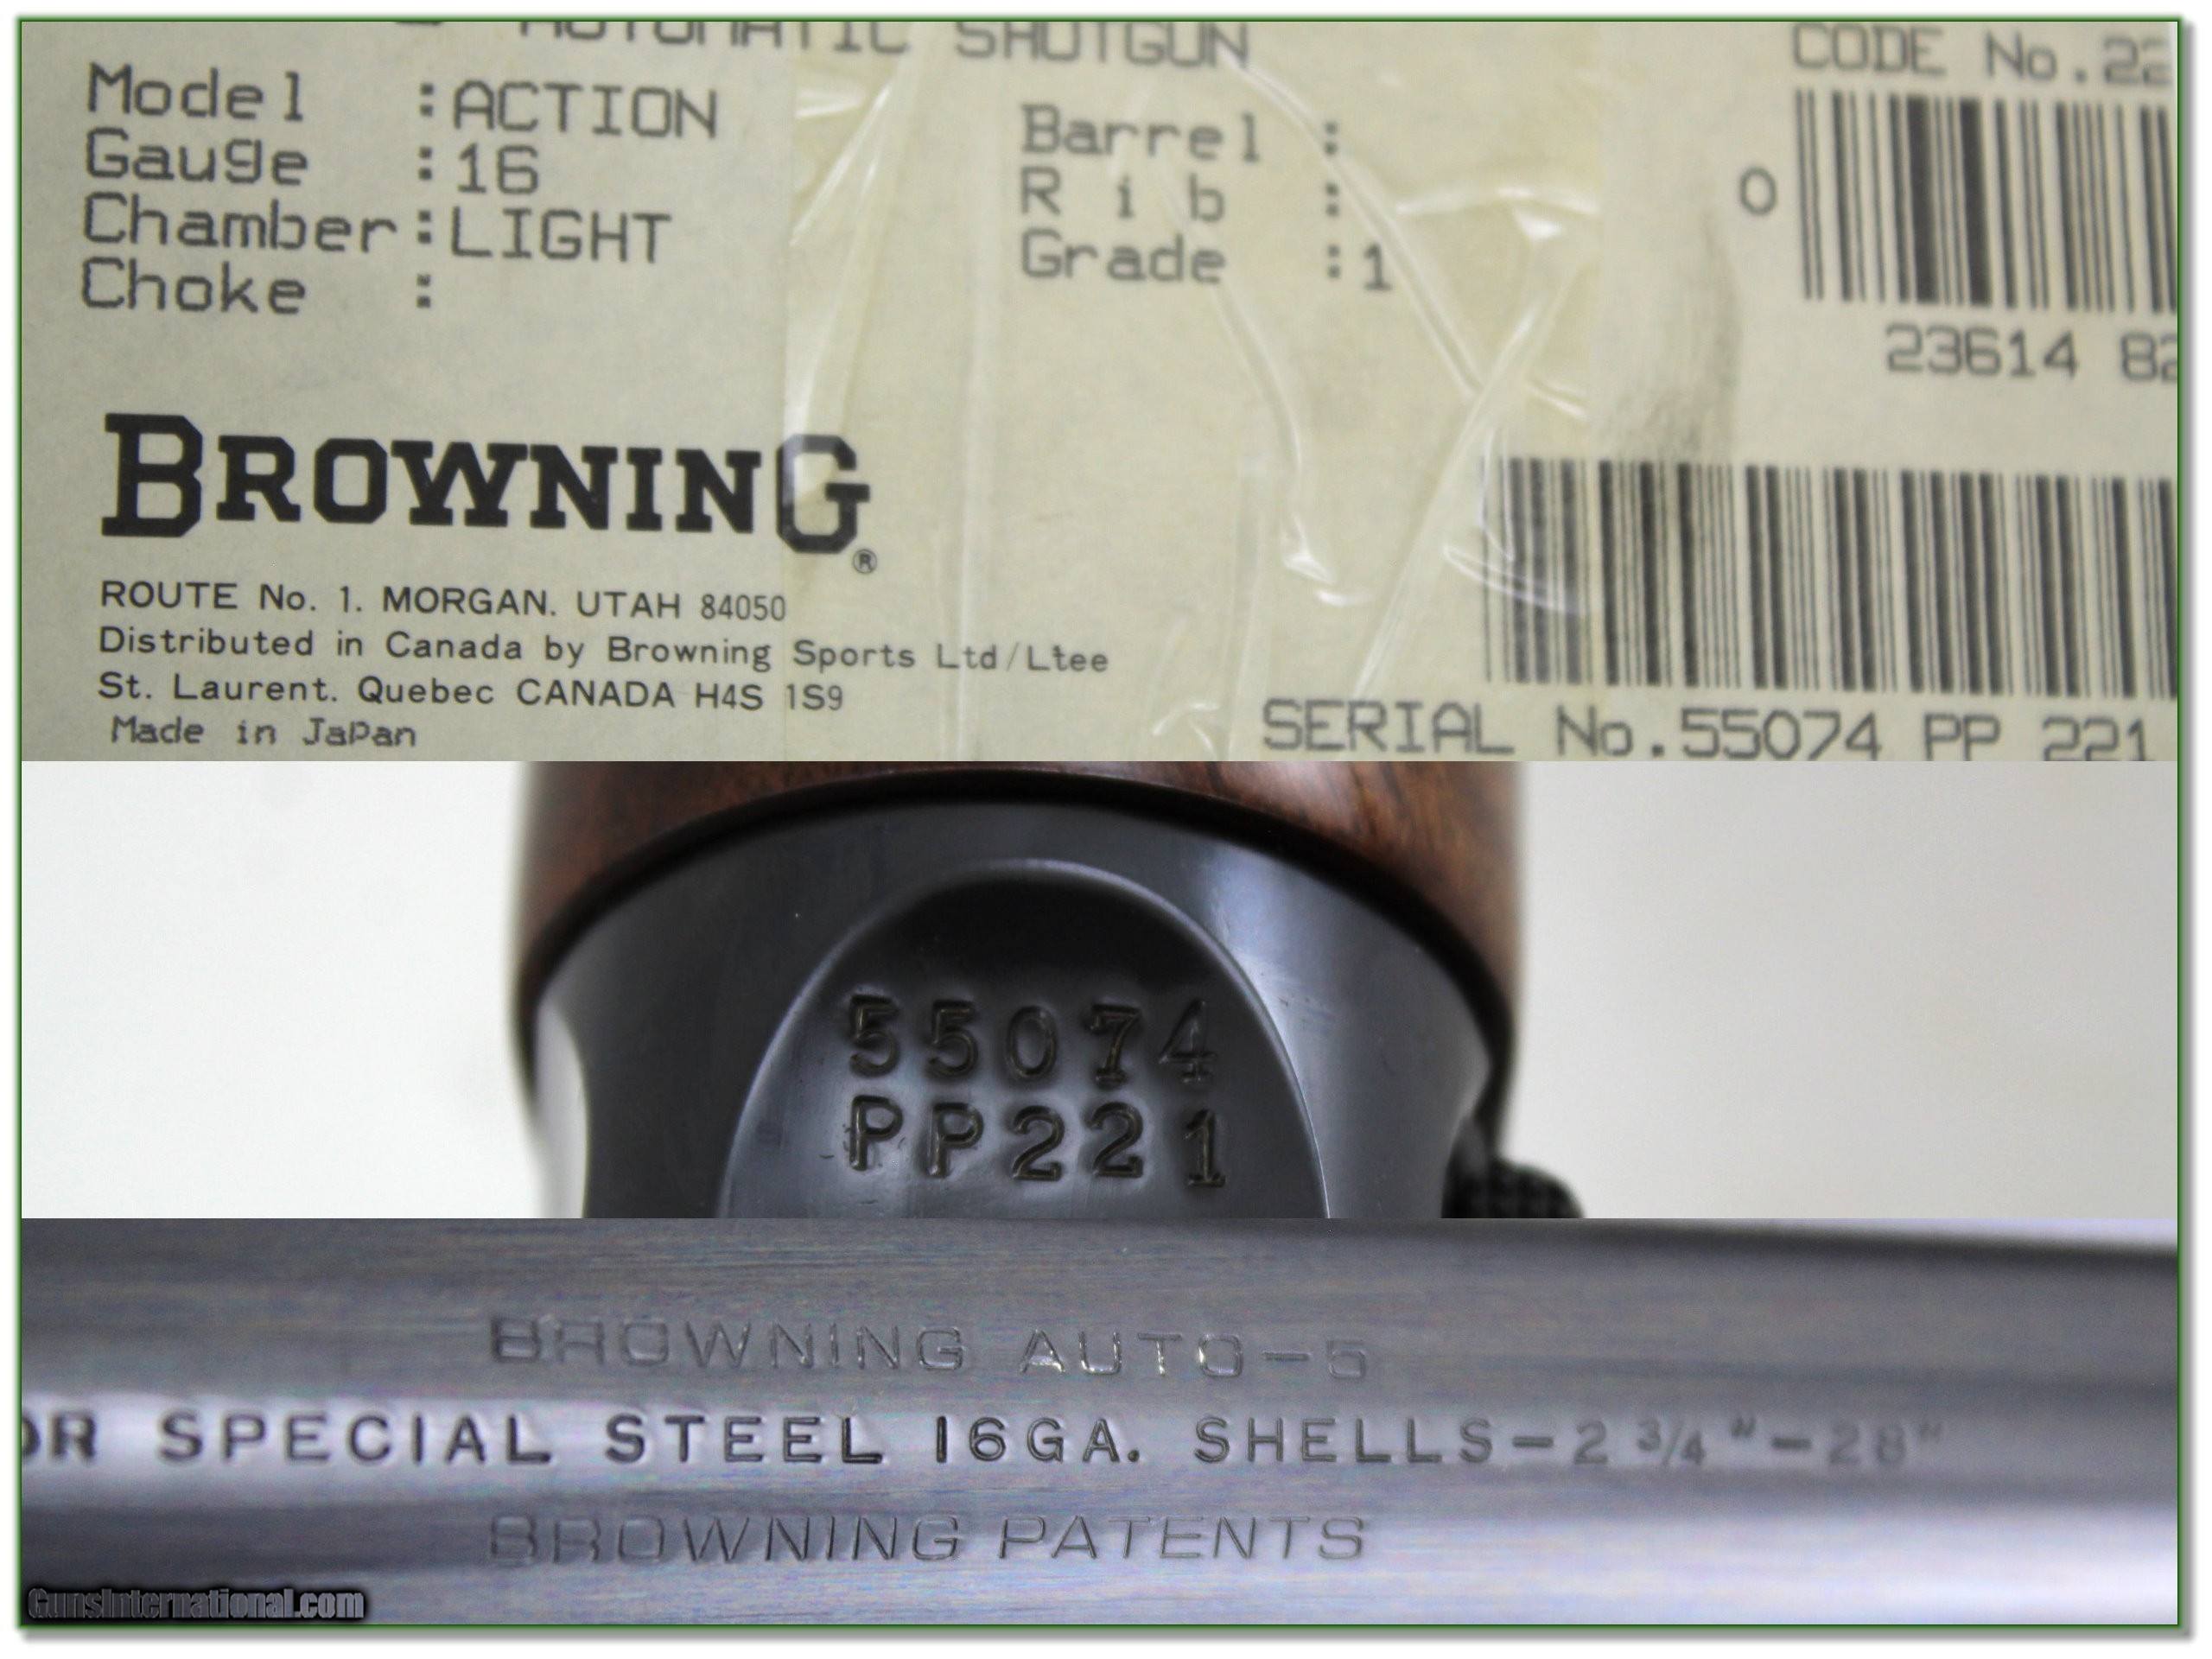 AUTOMATIC SHOTGUN
CODE No.22
Model :ACTION
Gauge :16
Chamber:LIGHT
Choke :
Barrel :
Rib :
Grade :1
0
23614 82
BROWNING®
ROUTE No. 1. MORGAN. UTAH 84050
Distributed in Canada by Browning Sports Ltd/Ltee
St. Laurent. Quebec CANADA H4S 1S9
Made in Japan
SERIAL No.55074 PP 221
55074
PP221
BROWNING AUTO-5
OR SPECIAL STEEL 16GA. SHELLS-2 3/4"-28"
BROWNING PATENTS
GunsInternational.com